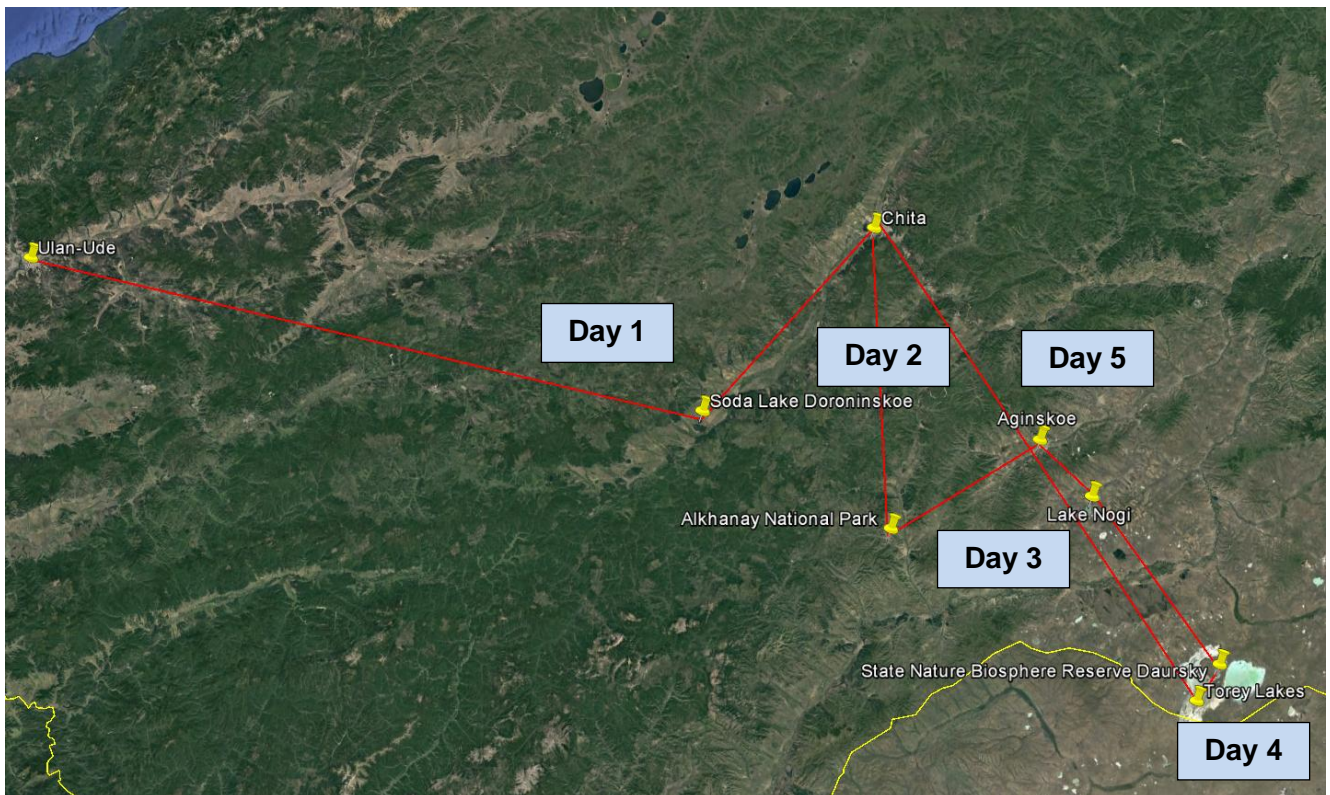 Chita
Ulan-Ude
Day 1
Day 2
Day 5
Soda Lake Doroninskoe
Aginskoe
Alkhanay National Park
Lake Nogi
Day 3
State Nature Biosphere Reserve Daursky
Torey Lakes
Day 4